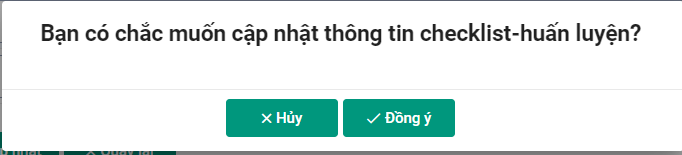 Bạn có chắc muốn cập nhật thông tin checklist-huấn luyện?
Hủy
Đồng ý